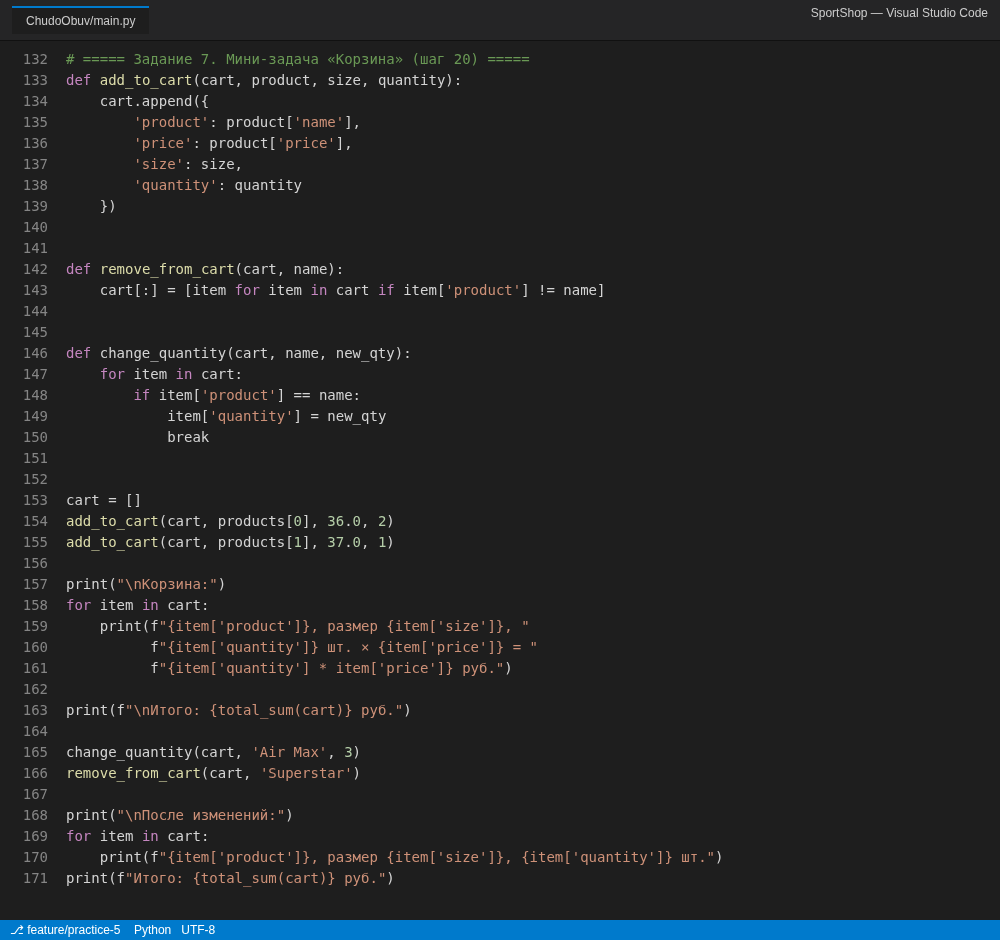 ChudoObuv/main.py
SportShop — Visual Studio Code
132 # ===== Задание 7. Мини-задача «Корзина» (шаг 20) =====
133 def add_to_cart(cart, product, size, quantity):
134     cart.append({
135         'product': product['name'],
136         'price': product['price'],
137         'size': size,
138         'quantity': quantity
139     })
140
141
142 def remove_from_cart(cart, name):
143     cart[:] = [item for item in cart if item['product'] != name]
144
145
146 def change_quantity(cart, name, new_qty):
147     for item in cart:
148         if item['product'] == name:
149             item['quantity'] = new_qty
150             break
151
152
153 cart = []
154 add_to_cart(cart, products[0], 36.0, 2)
155 add_to_cart(cart, products[1], 37.0, 1)
156
157 print("\nКорзина:")
158 for item in cart:
159     print(f"{item['product']}, размер {item['size']}, "
160           f"{item['quantity']} шт. × {item['price']} = "
161           f"{item['quantity'] * item['price']} руб.")
162
163 print(f"\nИтого: {total_sum(cart)} руб.")
164
165 change_quantity(cart, 'Air Max', 3)
166 remove_from_cart(cart, 'Superstar')
167
168 print("\nПосле изменений:")
169 for item in cart:
170     print(f"{item['product']}, размер {item['size']}, {item['quantity']} шт.")
171 print(f"Итого: {total_sum(cart)} руб.")
⎇ feature/practice-5 Python UTF-8